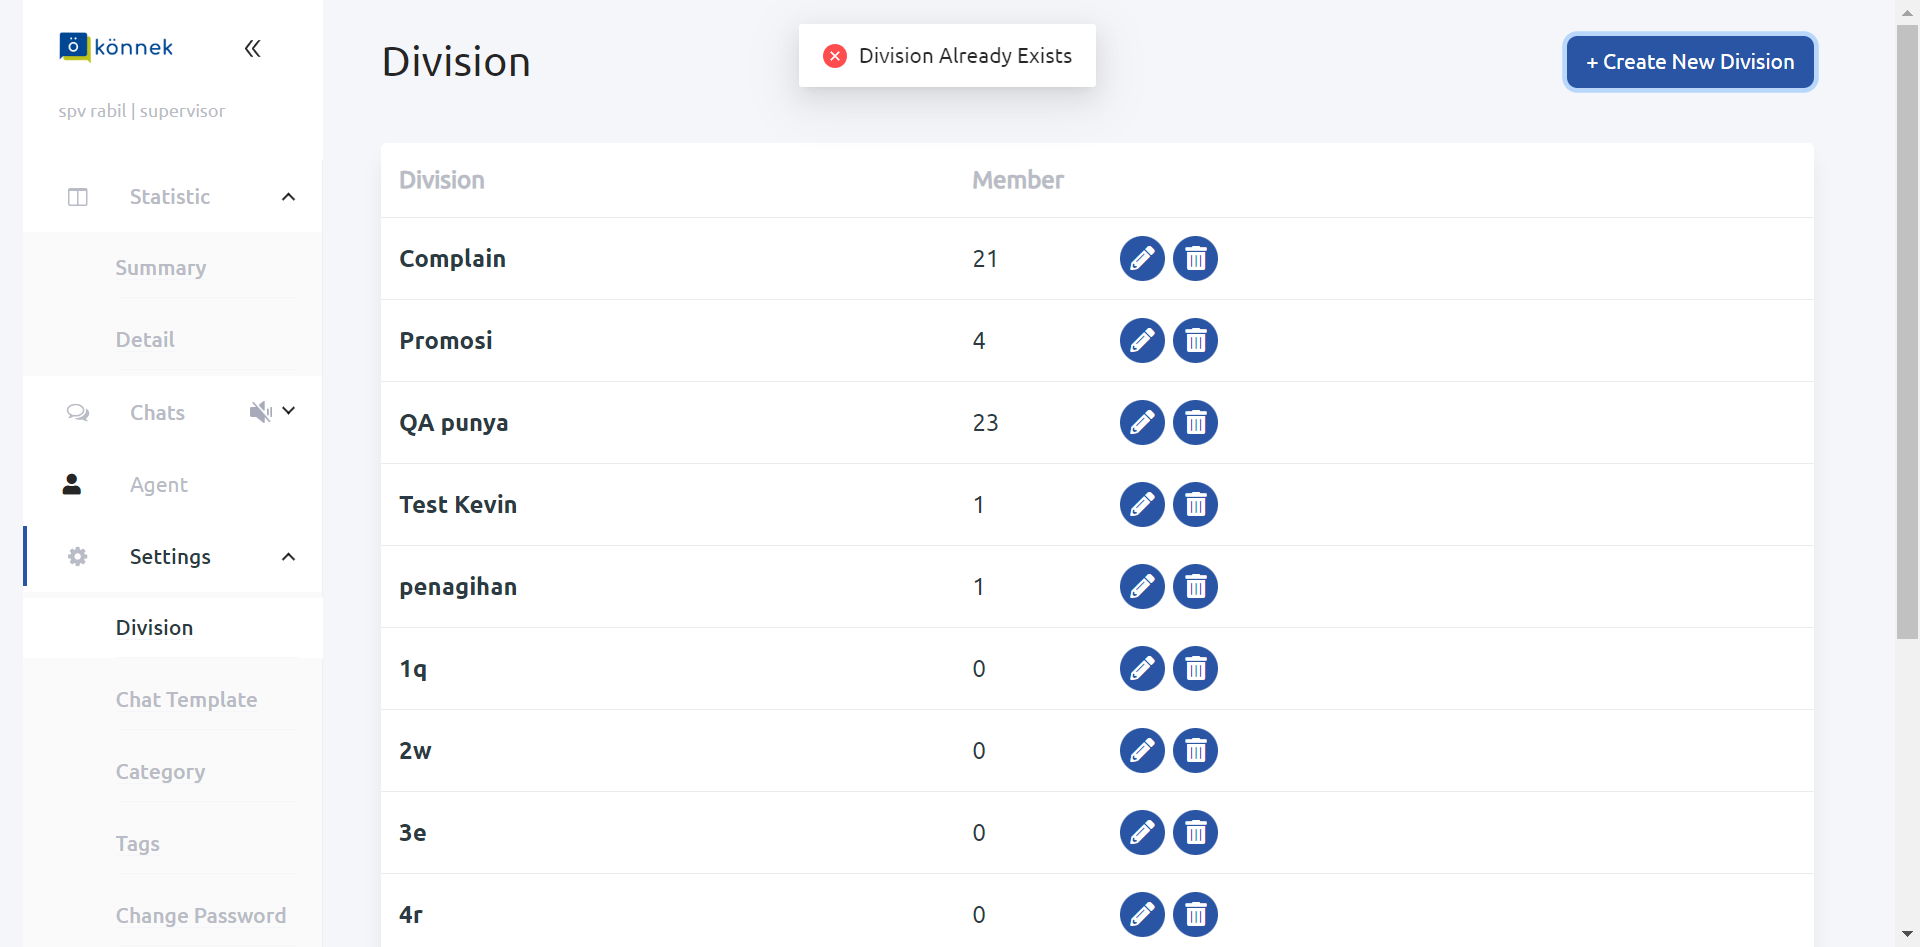 ö könnek
spv rabil | supervisor
Statistic
Summary
Detail
Chats
Agent
Settings
Division
Chat Template
Category
Tags
Change Password
Division
Division Already Exists
+ Create New Division
Division Member
Complain 21
Promosi 4
QA punya 23
Test Kevin 1
penagihan 1
1q 0
2w 0
3e 0
4r 0